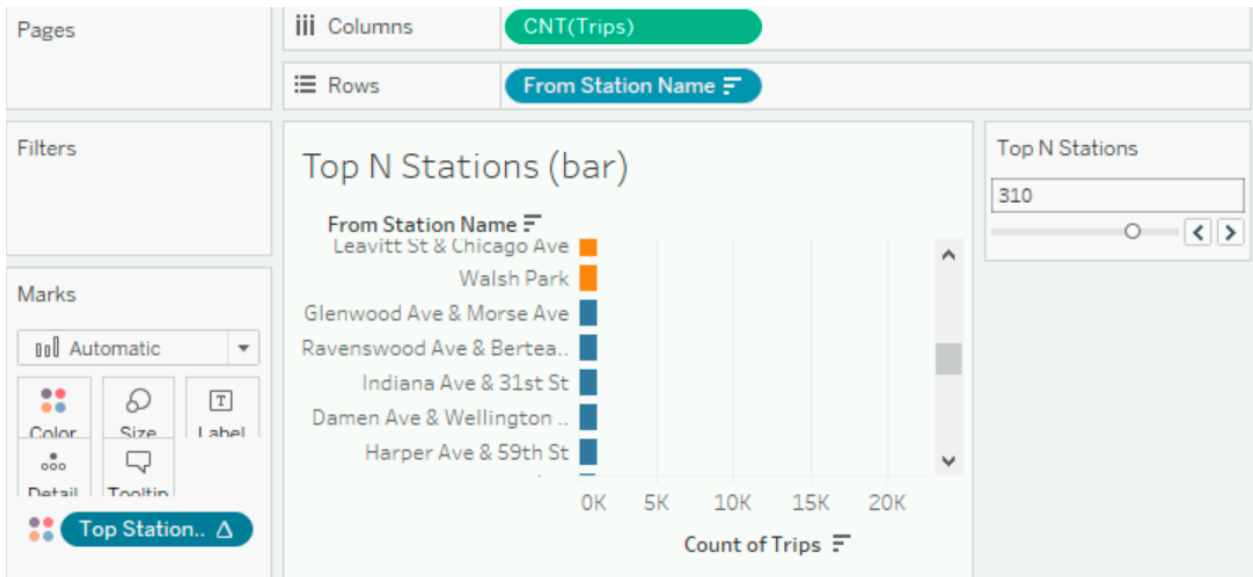 Pages
Columns
CNT(Trips)
Rows
From Station Name
Filters
Top N Stations (bar)
From Station Name
Leavitt St & Chicago Ave
Walsh Park
Glenwood Ave & Morse Ave
Ravenswood Ave & Bertea..
Indiana Ave & 31st St
Damen Ave & Wellington ..
Harper Ave & 59th St
0K 5K 10K 15K 20K
Count of Trips
Top N Stations
310
Marks
Automatic
Color Size Label
Detail Tooltip
Top Station.. Δ